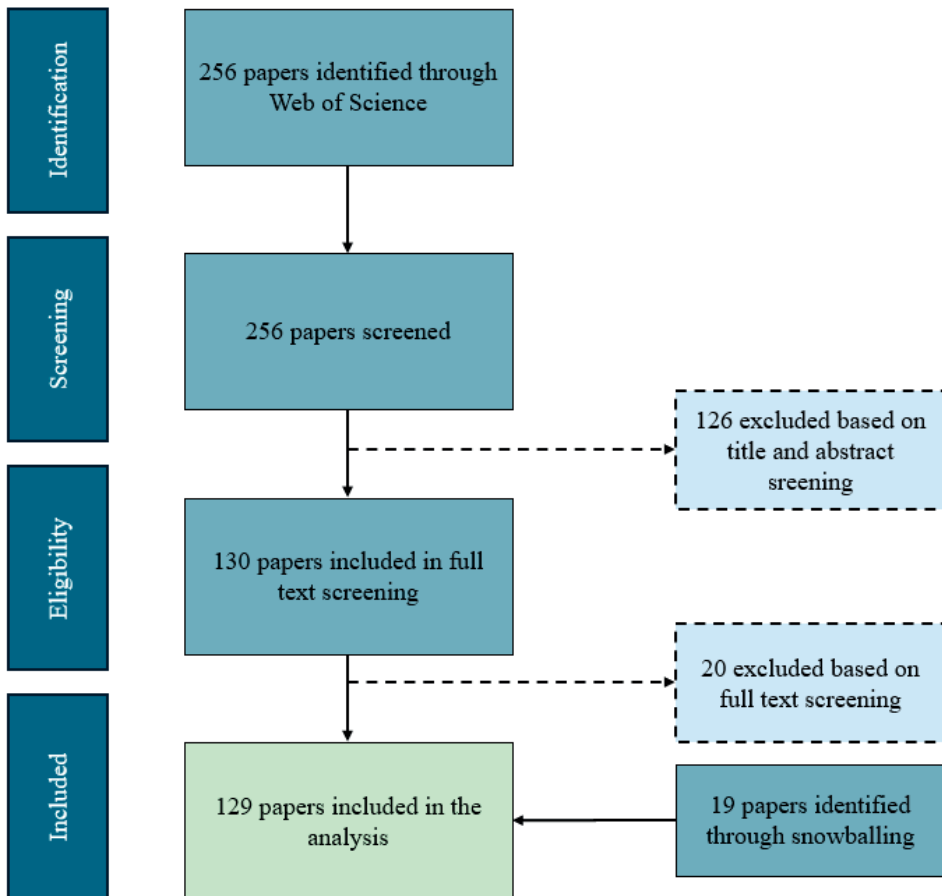 Identification
256 papers identified through
Web of Science
Screening
256 papers screened
126 excluded based on
title and abstract
sreening
Eligibility
130 papers included in full
text screening
20 excluded based on
full text screening
Included
129 papers included in the
analysis
19 papers identified
through snowballing